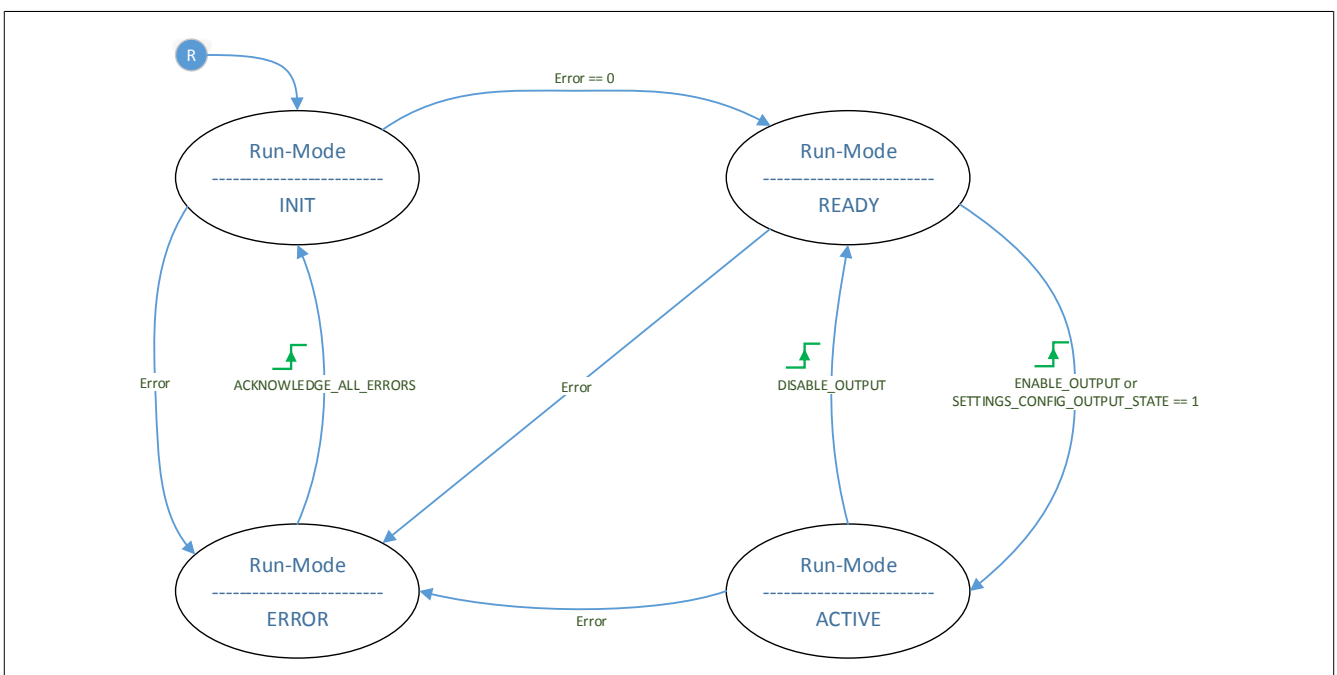 R
Error == 0
Run-Mode
-------------------------
INIT
Run-Mode
-------------------------
READY
Error
ACKNOWLEDGE_ALL_ERRORS
Error
DISABLE_OUTPUT
ENABLE_OUTPUT or
SETTINGS_CONFIG_OUTPUT_STATE == 1
Run-Mode
-------------------------
ERROR
Run-Mode
-------------------------
ACTIVE
Error